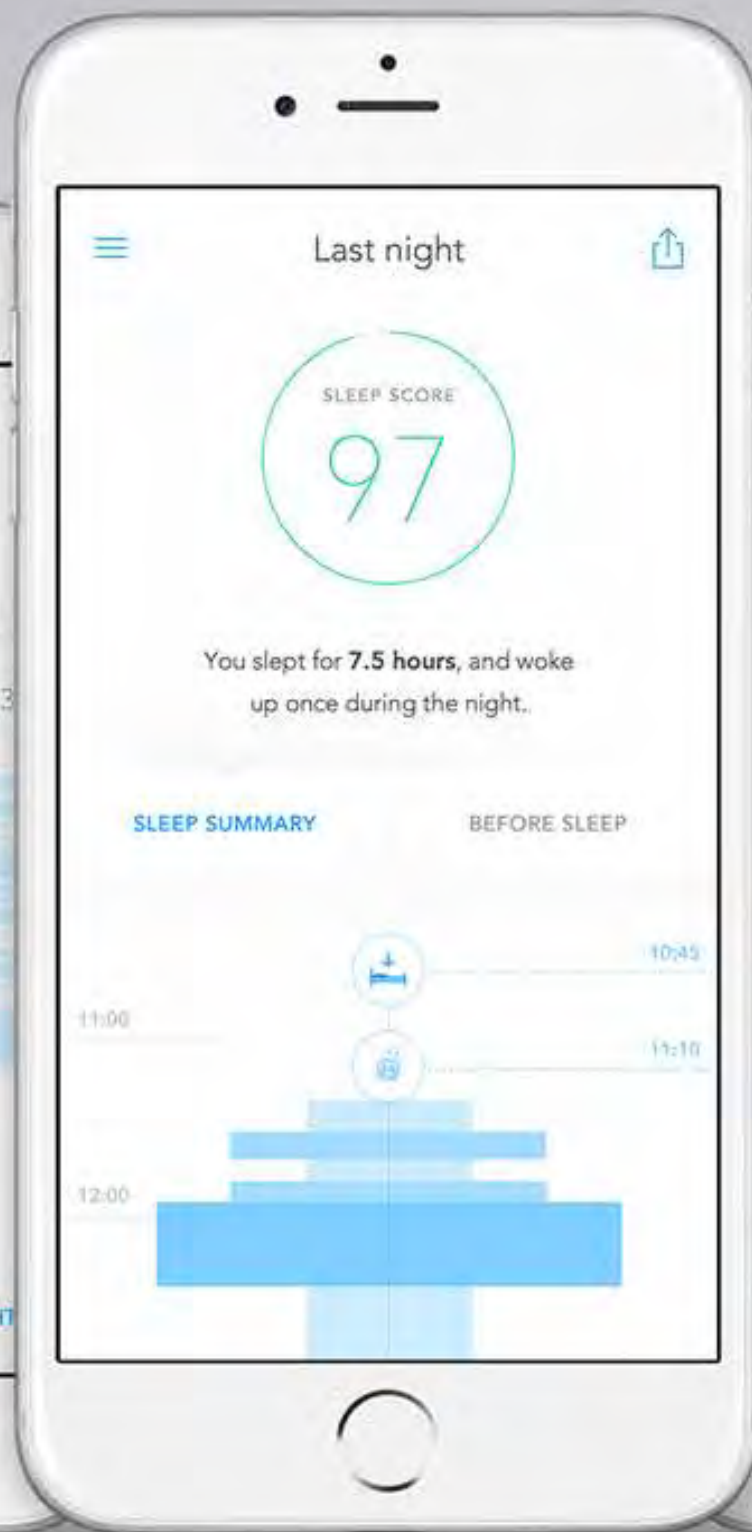 Last night
SLEEP SCORE
97
You slept for 7.5 hours, and woke
up once during the night.
SLEEP SUMMARY
BEFORE SLEEP
10:45
11:00
11:10
12:00